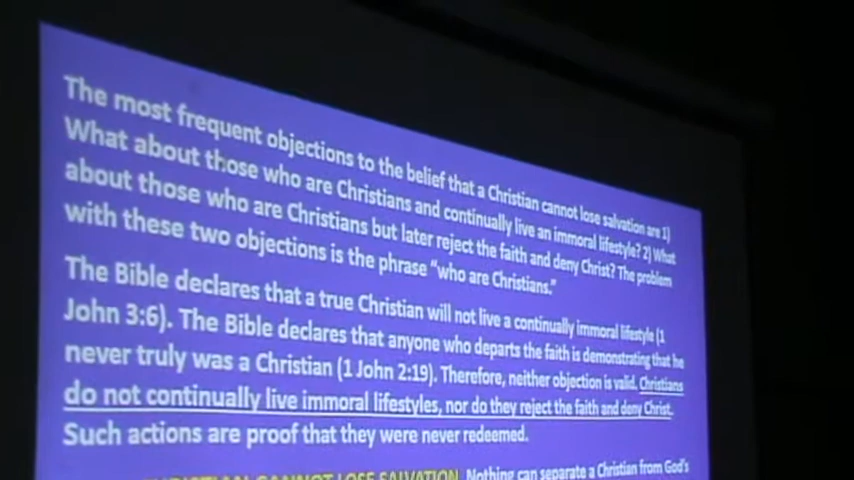 The most frequent objections to the belief that a Christian cannot lose salvation are 1)
What about those who are Christians and continually live an immoral lifestyle? 2) What
about those who are Christians but later reject the faith and deny Christ? The problem
with these two objections is the phrase "who are Christians."
The Bible declares that a true Christian will not live a continually immoral lifestyle (1
John 3:6). The Bible declares that anyone who departs the faith is demonstrating that he
never truly was a Christian (1 John 2:19). Therefore, neither objection is valid. Christians
do not continually live immoral lifestyles, nor do they reject the faith and deny Christ.
Such actions are proof that they were never redeemed.
CHRISTIAN CANNOT LOSE SALVATION. Nothing can separate a Christian from God's